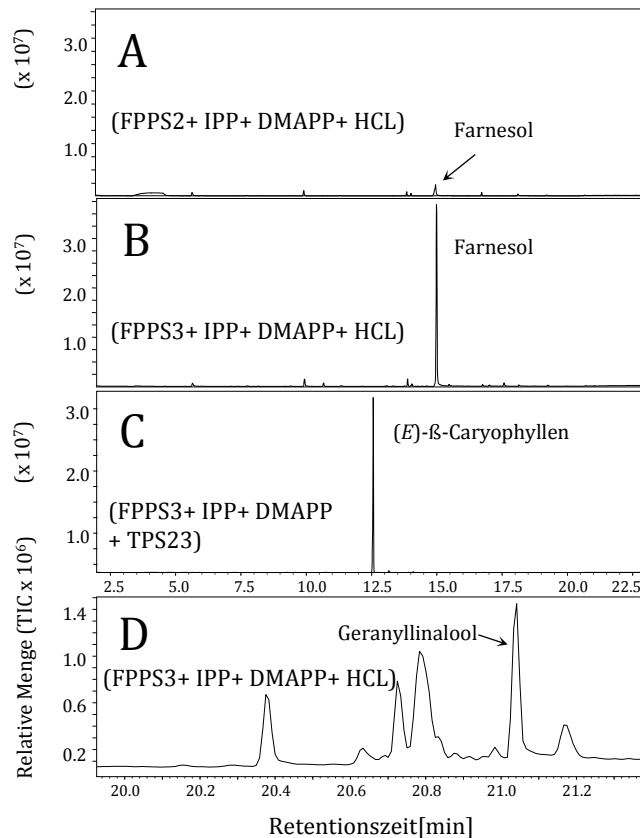 (x 10⁷)
3.0
2.0
1.0
A
(FPPS2+ IPP+ DMAPP+ HCL)
Farnesol
(x 10⁷)
3.0
2.0
1.0
B
(FPPS3+ IPP+ DMAPP+ HCL)
Farnesol
(x 10⁷)
3.0
2.0
1.0
C
(E)-ß-Caryophyllen
(FPPS3+ IPP+ DMAPP
+ TPS23)
2.5 5.0 7.5 10.0 12.5 15.0 17.5 20.0 22.5
Relative Menge (TIC x 10⁶)
1.4
1.0
0.6
0.2
D
Geranyllinalool
(FPPS3+ IPP+ DMAPP+ HCL)
20.0 20.2 20.4 20.6 20.8 21.0 21.2
Retentionszeit[min]